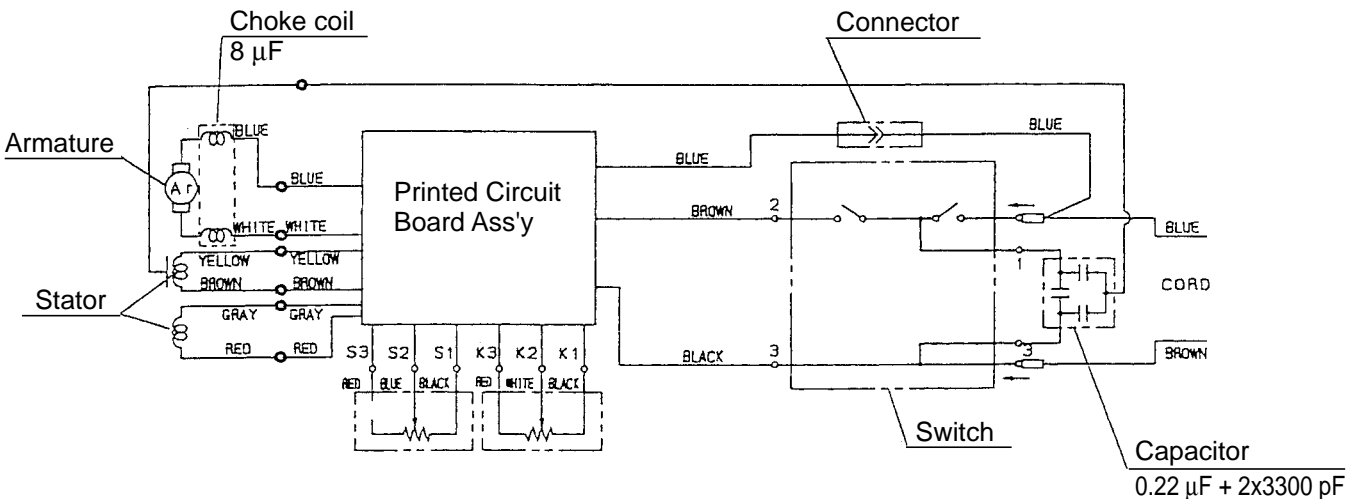 Choke coil
8 μF
Connector
Armature
BLUE
BLUE
BLUE
BLUE
Ar
Printed Circuit
Board Ass'y
BROWN
2
WHITE
WHITE
YELLOW
YELLOW
BLUE
1
BROWN
BROWN
CORD
Stator
GRAY
GRAY
RED
RED
S3
S2
S1
K3
K2
K1
BLACK
3
3
BROWN
RED
BLUE
BLACK
RED
WHITE
BLACK
Switch
Capacitor
0.22 μF + 2x3300 pF